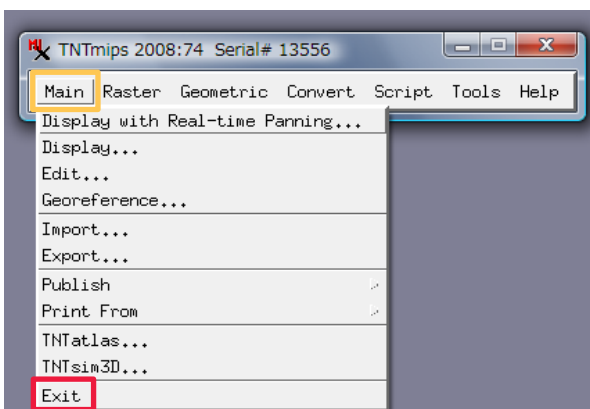 TNTmips 2008:74 Serial# 13556
Main Raster Geometric Convert Script Tools Help
Display with Real-time Panning...
Display...
Edit...
Georeference...
Import...
Export...
Publish
Print From
TNTatlas...
TNTsim3D...
Exit